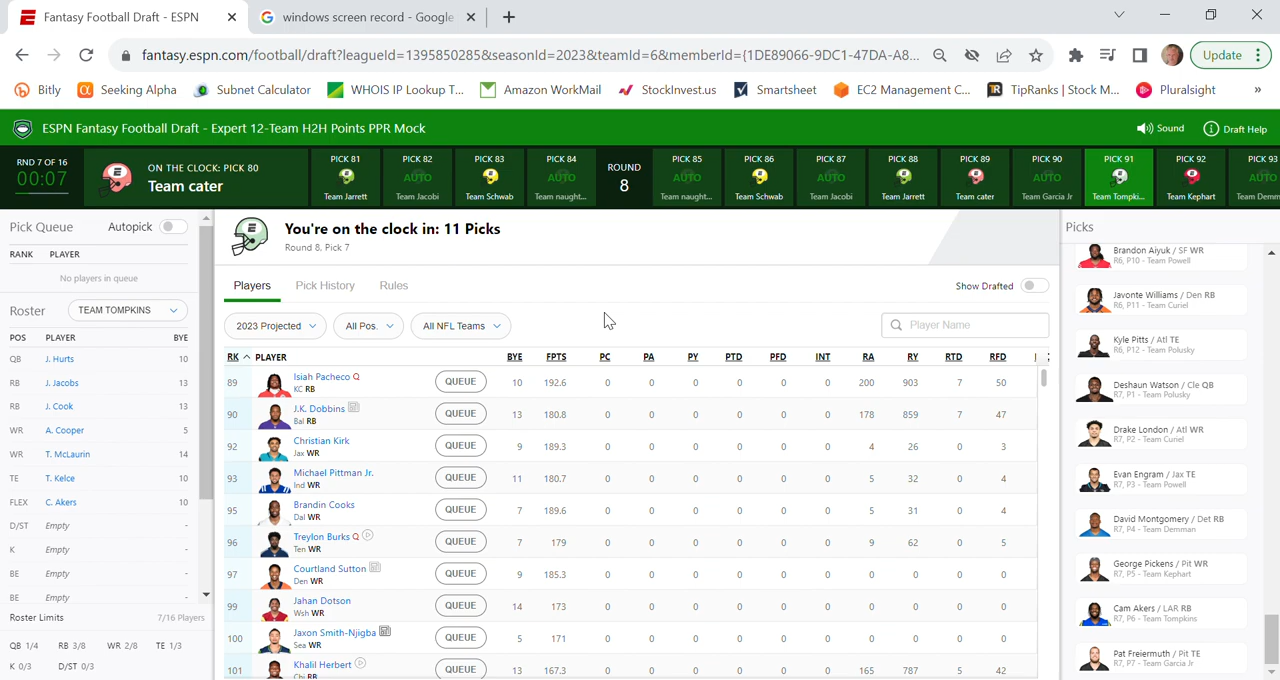 Fantasy Football Draft - ESPN
windows screen record - Google
fantasy.espn.com/football/draft?leagueId=1395850285&seasonId=2023&teamId=6&memberId={1DE89066-9DC1-47DA-A8...
Update
Bitly
Seeking Alpha
Subnet Calculator
WHOIS IP Lookup T...
Amazon WorkMail
StockInvest.us
Smartsheet
EC2 Management C...
TipRanks | Stock M...
Pluralsight
»
ESPN Fantasy Football Draft - Expert 12-Team H2H Points PPR Mock
Sound
Draft Help
RND 7 OF 16
00:07
ON THE CLOCK: PICK 80
Team cater
PICK 81
Team Jarrett
PICK 82
AUTO
Team Jacobi
PICK 83
Team Schwab
PICK 84
AUTO
Team naught...
ROUND
8
PICK 85
AUTO
Team naught...
PICK 86
Team Schwab
PICK 87
AUTO
Team Jacobi
PICK 88
Team Jarrett
PICK 89
Team cater
PICK 90
AUTO
Team Garcia Jr
PICK 91
Team Tompki...
PICK 92
Team Kephart
PICK 93
AUTO
Team Demm
Pick Queue
Autopick
RANK PLAYER
No players in queue
Roster
TEAM TOMPKINS
POS PLAYER BYE
QB J. Hurts 10
RB J. Jacobs 13
RB J. Cook 13
WR A. Cooper 5
WR T. McLaurin 14
TE T. Kelce 10
FLEX C. Akers 10
D/ST Empty -
K Empty -
BE Empty -
BE Empty -
Roster Limits 7/16 Players
QB 1/4 RB 3/8 WR 2/8 TE 1/3
K 0/3 D/ST 0/3
You're on the clock in: 11 Picks
Round 8, Pick 7
Players
Pick History
Rules
Show Drafted
2023 Projected
All Pos.
All NFL Teams
Player Name
RK PLAYER BYE FPTS PC PA PY PTD PFD INT RA RY RTD RFD
89 Isiah Pacheco Q KC RB QUEUE 10 192.6 0 0 0 0 0 0 200 903 7 50
90 J.K. Dobbins Bal RB QUEUE 13 180.8 0 0 0 0 0 0 178 859 7 47
92 Christian Kirk Jax WR QUEUE 9 189.3 0 0 0 0 0 0 4 26 0 3
93 Michael Pittman Jr. Ind WR QUEUE 11 180.7 0 0 0 0 0 0 5 32 0 4
95 Brandin Cooks Dal WR QUEUE 7 189.6 0 0 0 0 0 0 5 31 0 4
96 Treylon Burks Q Ten WR QUEUE 7 179 0 0 0 0 0 0 9 62 0 5
97 Courtland Sutton Den WR QUEUE 9 185.3 0 0 0 0 0 0 0 0 0 0
99 Jahan Dotson Wsh WR QUEUE 14 173 0 0 0 0 0 0 0 0 0 0
100 Jaxon Smith-Njigba Sea WR QUEUE 5 171 0 0 0 0 0 0 0 0 0 0
101 Khalil Herbert Chi RB QUEUE 13 167.3 0 0 0 0 0 0 165 787 5 42
Picks
Brandon Aiyuk / SF WR
R6, P10 - Team Powell
Javonte Williams / Den RB
R6, P11 - Team Curiel
Kyle Pitts / Atl TE
R6, P12 - Team Polusky
Deshaun Watson / Cle QB
R7, P1 - Team Polusky
Drake London / Atl WR
R7, P2 - Team Curiel
Evan Engram / Jax TE
R7, P3 - Team Powell
David Montgomery / Det RB
R7, P4 - Team Demman
George Pickens / Pit WR
R7, P5 - Team Kephart
Cam Akers / LAR RB
R7, P6 - Team Tompkins
Pat Freiermuth / Pit TE
R7, P7 - Team Garcia Jr